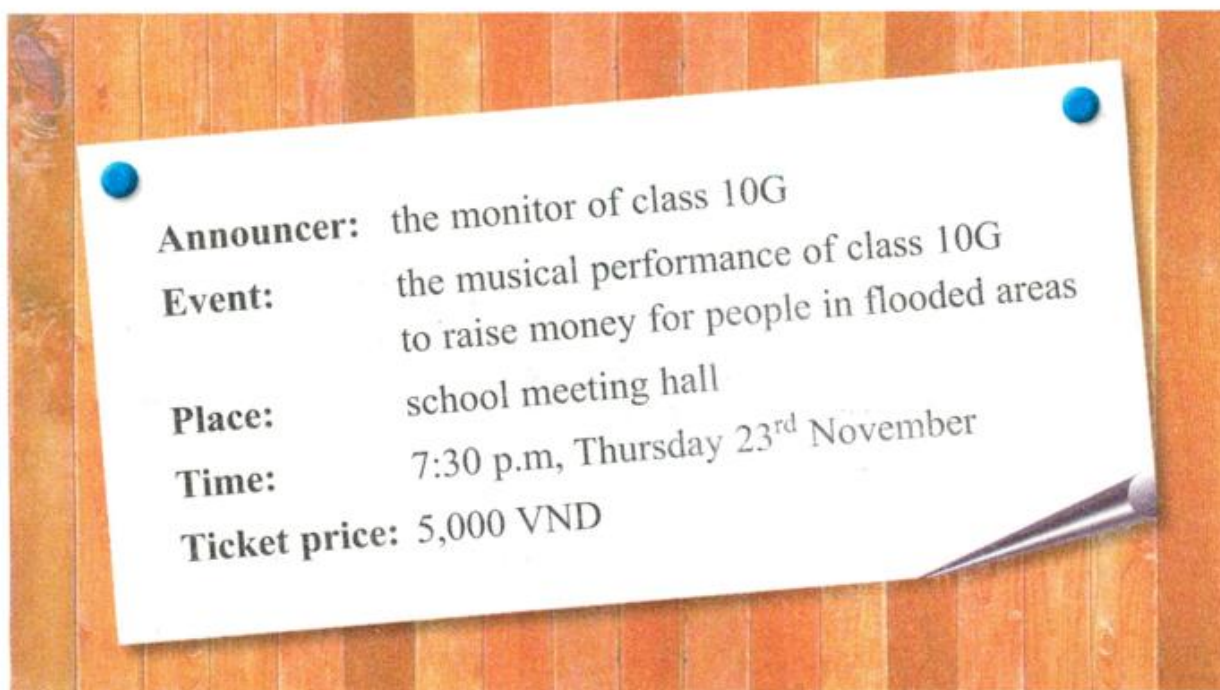 Announcer: the monitor of class 10G
Event: the musical performance of class 10G
to raise money for people in flooded areas
Place: school meeting hall
Time: 7:30 p.m, Thursday 23rd November
Ticket price: 5,000 VND